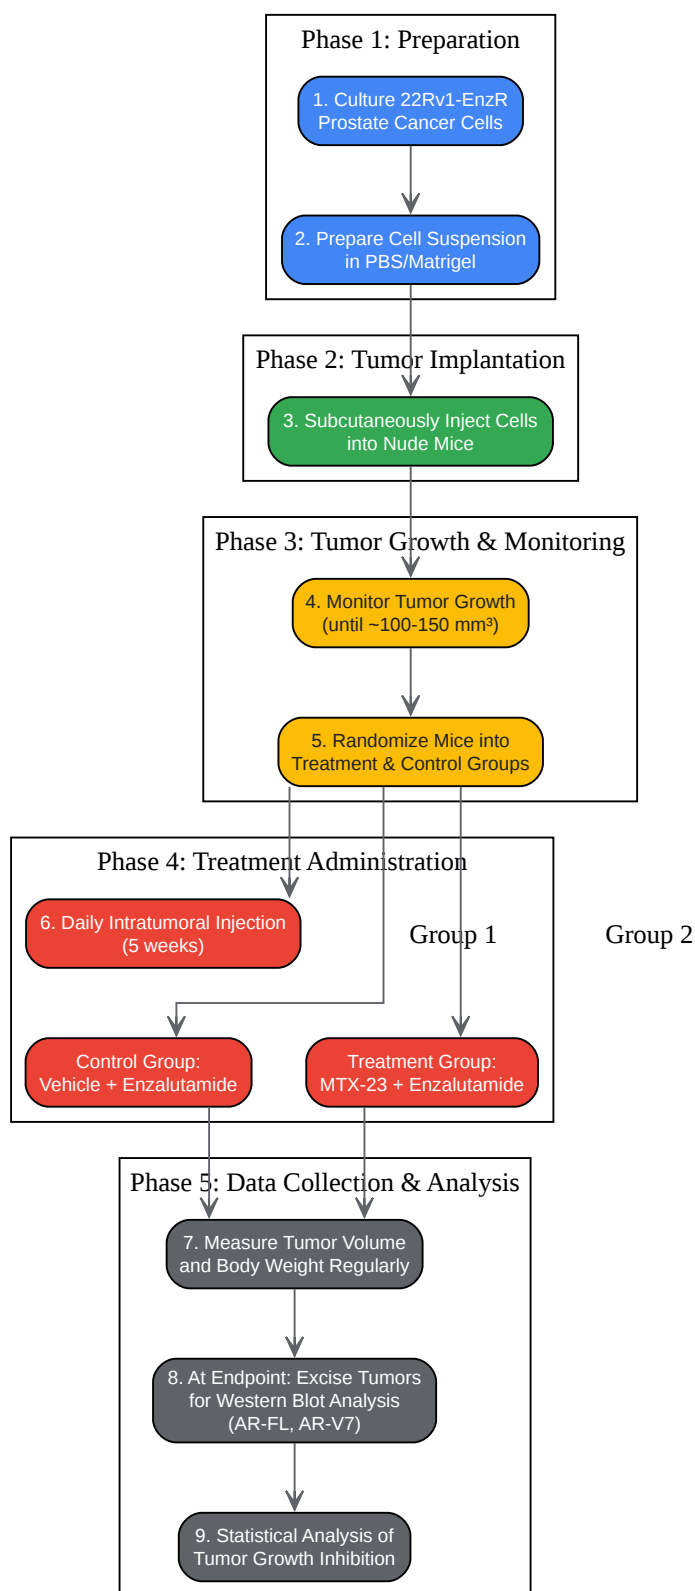 Phase 1: Preparation
1. Culture 22Rv1-EnzR
Prostate Cancer Cells
2. Prepare Cell Suspension
in PBS/Matrigel
Phase 2: Tumor Implantation
3. Subcutaneously Inject Cells
into Nude Mice
Phase 3: Tumor Growth & Monitoring
4. Monitor Tumor Growth
(until ~100-150 mm³)
5. Randomize Mice into
Treatment & Control Groups
Phase 4: Treatment Administration
6. Daily Intratumoral Injection
(5 weeks)
Group 1
Group 2
Control Group:
Vehicle + Enzalutamide
Treatment Group:
MTX-23 + Enzalutamide
Phase 5: Data Collection & Analysis
7. Measure Tumor Volume
and Body Weight Regularly
8. At Endpoint: Excise Tumors
for Western Blot Analysis
(AR-FL, AR-V7)
9. Statistical Analysis of
Tumor Growth Inhibition